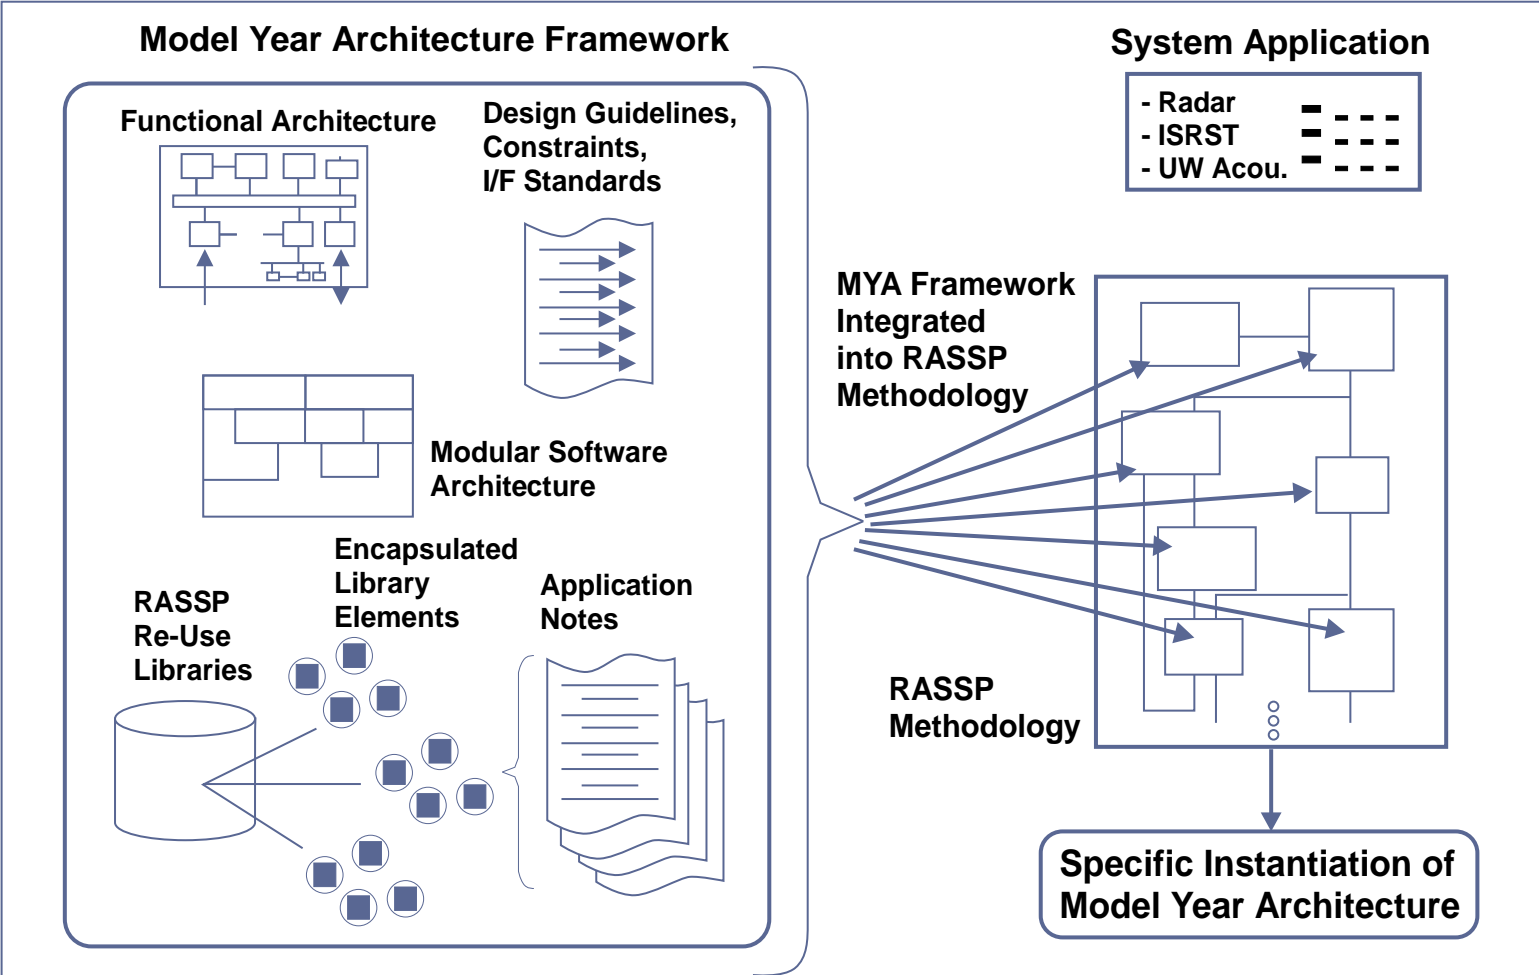 Model Year Architecture Framework
System Application
Functional Architecture
Design Guidelines,
Constraints,
I/F Standards
- Radar
- ISRST
- UW Acou.
MYA Framework
Integrated
into RASSP
Methodology
Modular Software
Architecture
Encapsulated
Library
Elements
RASSP
Re-Use
Libraries
Application
Notes
RASSP
Methodology
Specific Instantiation of
Model Year Architecture